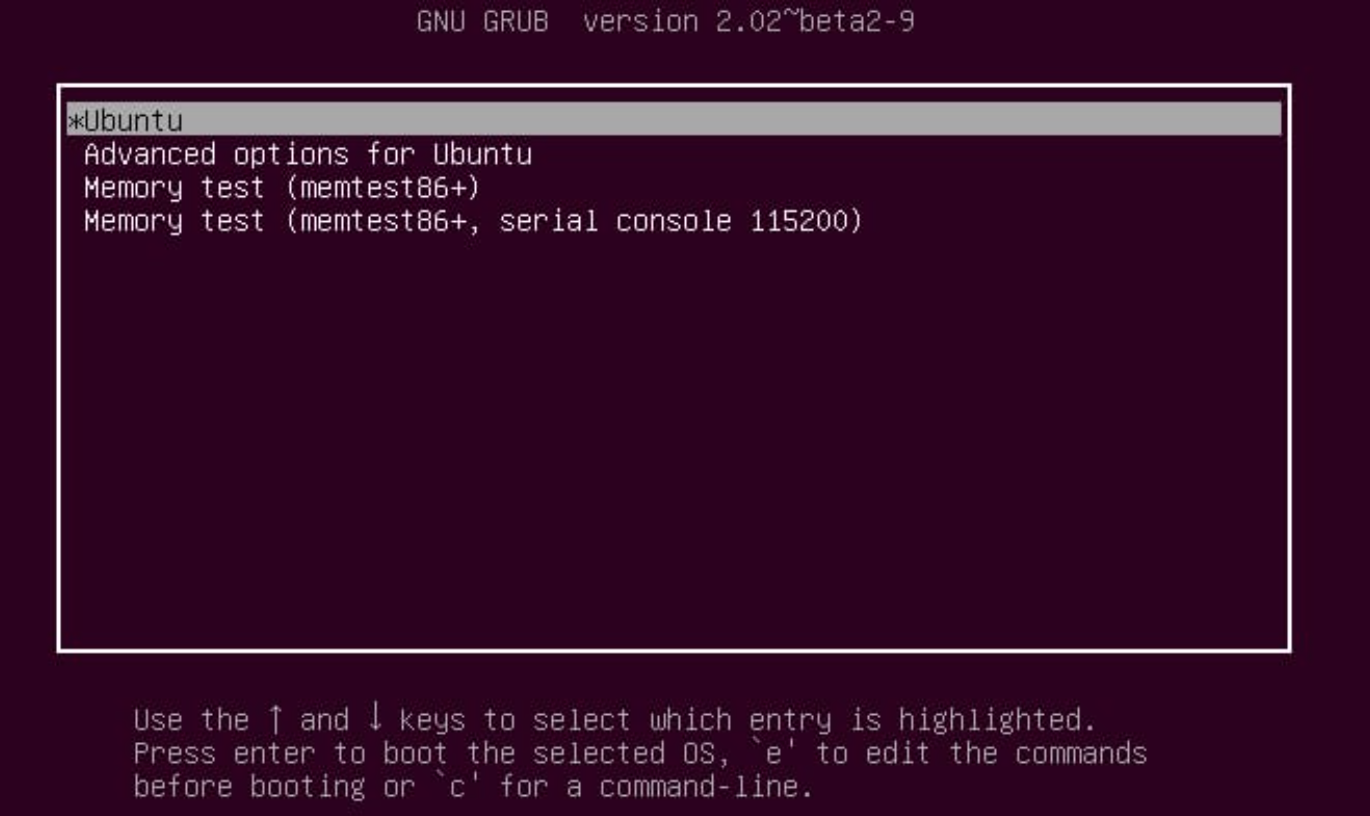 GNU GRUB  version 2.02~beta2-9
*Ubuntu
Advanced options for Ubuntu
Memory test (memtest86+)
Memory test (memtest86+, serial console 115200)
Use the ↑ and ↓ keys to select which entry is highlighted.
Press enter to boot the selected OS, `e' to edit the commands
before booting or `c' for a command-line.